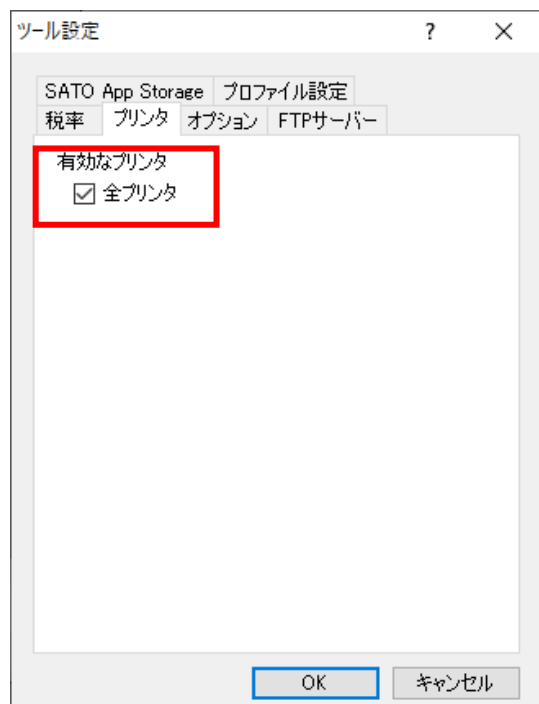 ツール設定
?
SATO App Storage プロファイル設定
税率 プリンタ オプション FTPサーバー
有効なプリンタ
全プリンタ
OK キャンセル